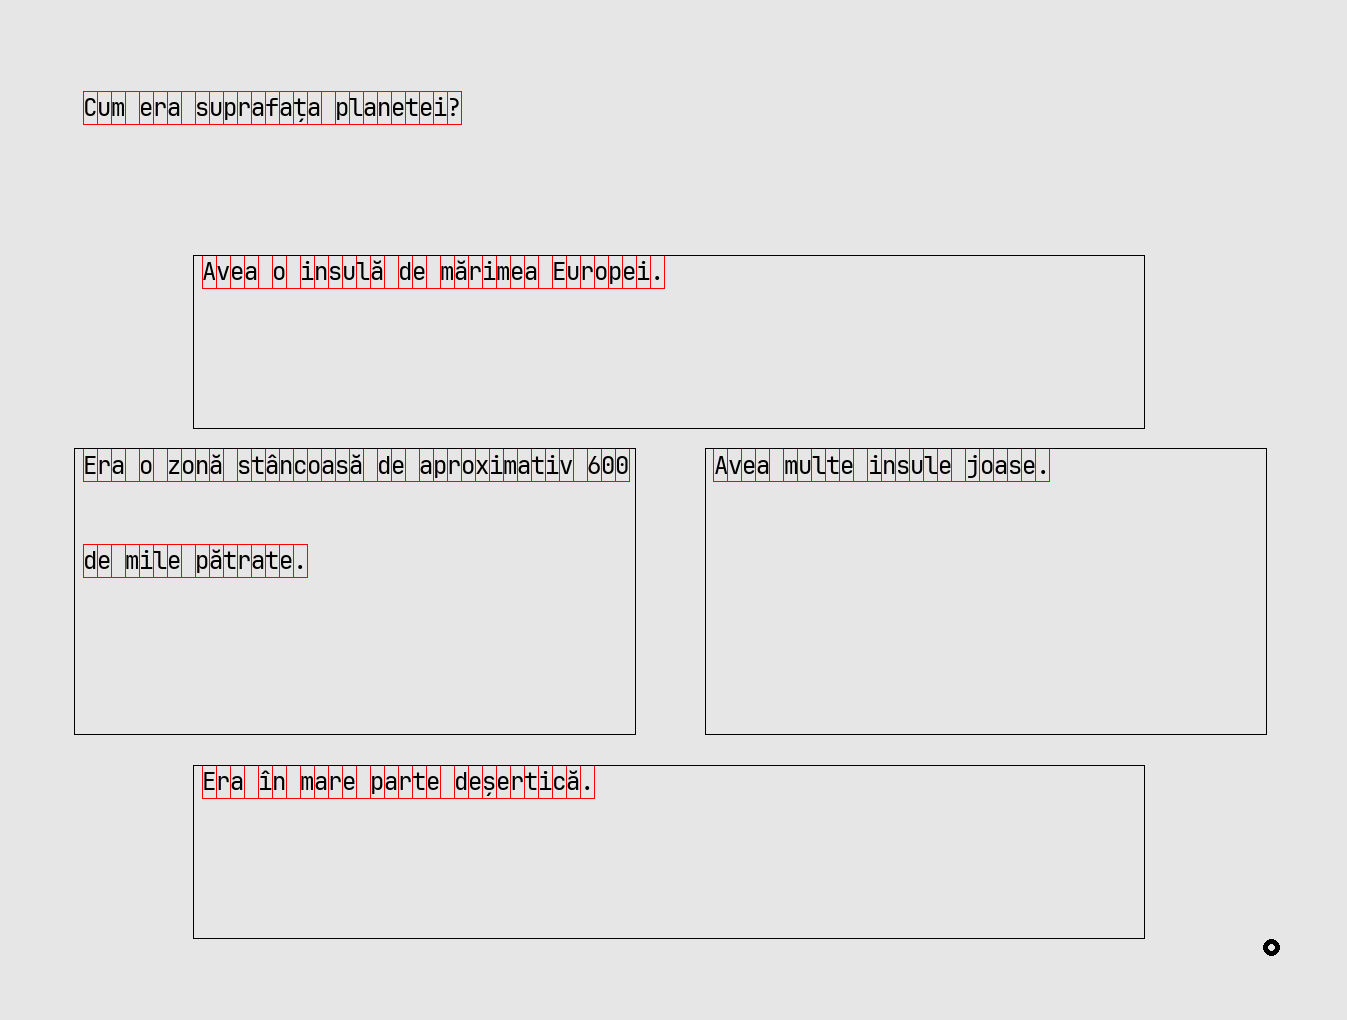 Cum era suprafața planetei?
Avea o insulă de mărimea Europei.
Era o zonă stâncoasă de aproximativ 600
de mile pătrate.
Avea multe insule joase.
Era în mare parte deșertică.